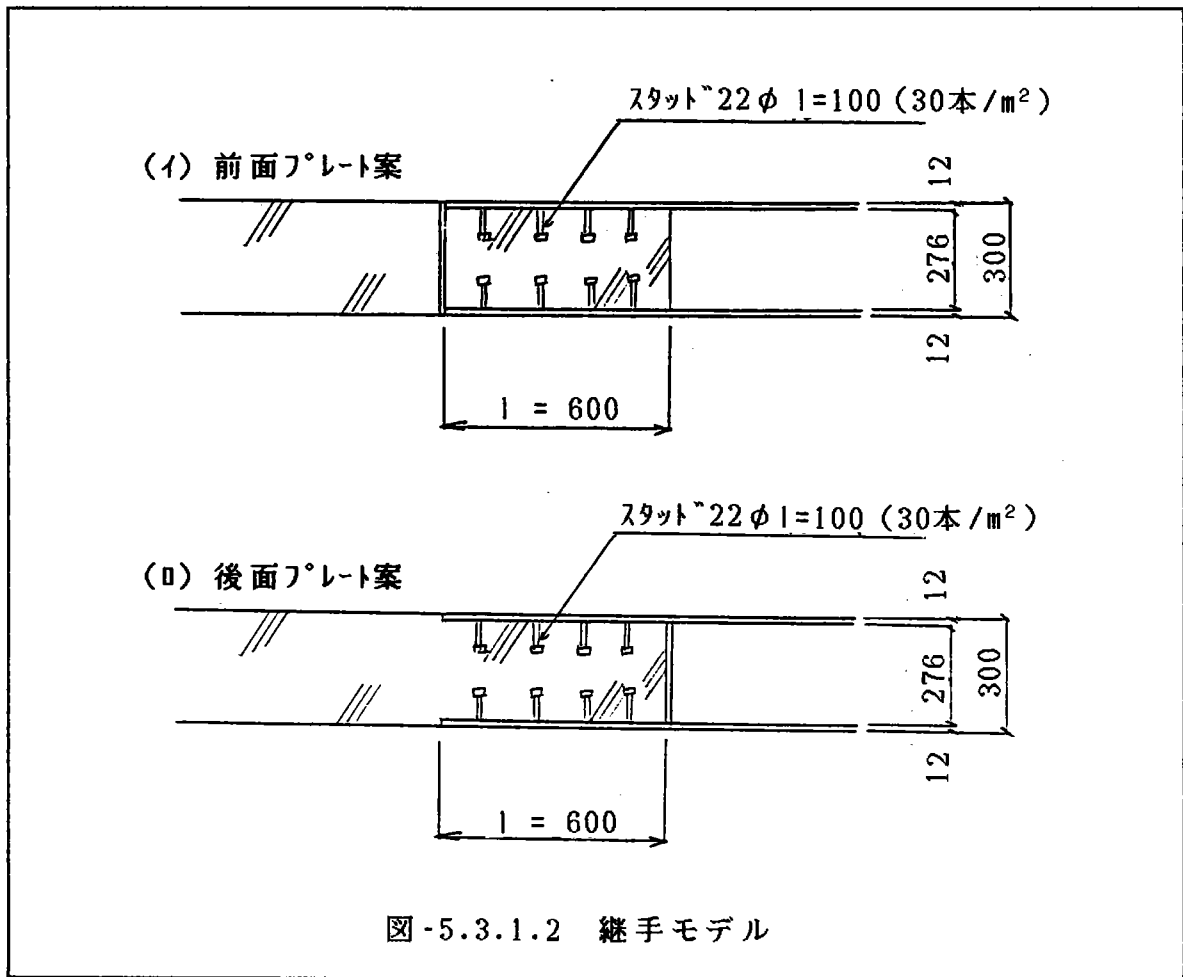 スタッド22φ l=100 (30本/m²)
(イ) 前面プレート案
12
276
300
12
l = 600
スタッド22φ l=100 (30本/m²)
(ロ) 後面プレート案
12
276
300
12
l = 600
図-5.3.1.2 継手モデル